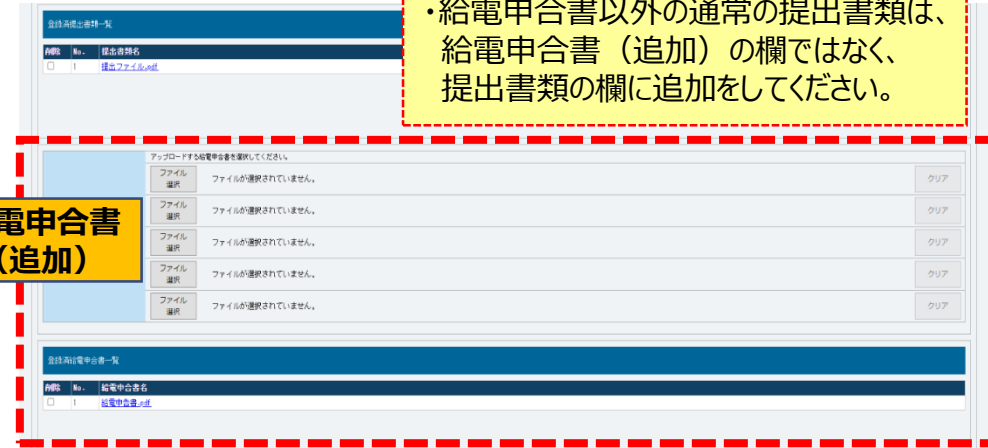 ・給電申合書以外の通常の提出書類は、
給電申合書（追加）の欄ではなく、
提出書類の欄に追加をしてください。
登録済提出書類一覧
削除 No. 提出書類名
1 提出ファイル.pdf
アップロードする給電申合書を選択してください。
ファイル
選択
ファイルが選択されていません。
クリア
ファイル
選択
ファイルが選択されていません。
クリア
電申合書
（追加）
ファイル
選択
ファイルが選択されていません。
クリア
ファイル
選択
ファイルが選択されていません。
クリア
ファイル
選択
ファイルが選択されていません。
クリア
登録済給電申合書一覧
削除 No. 給電申合書名
1 給電申合書.pdf